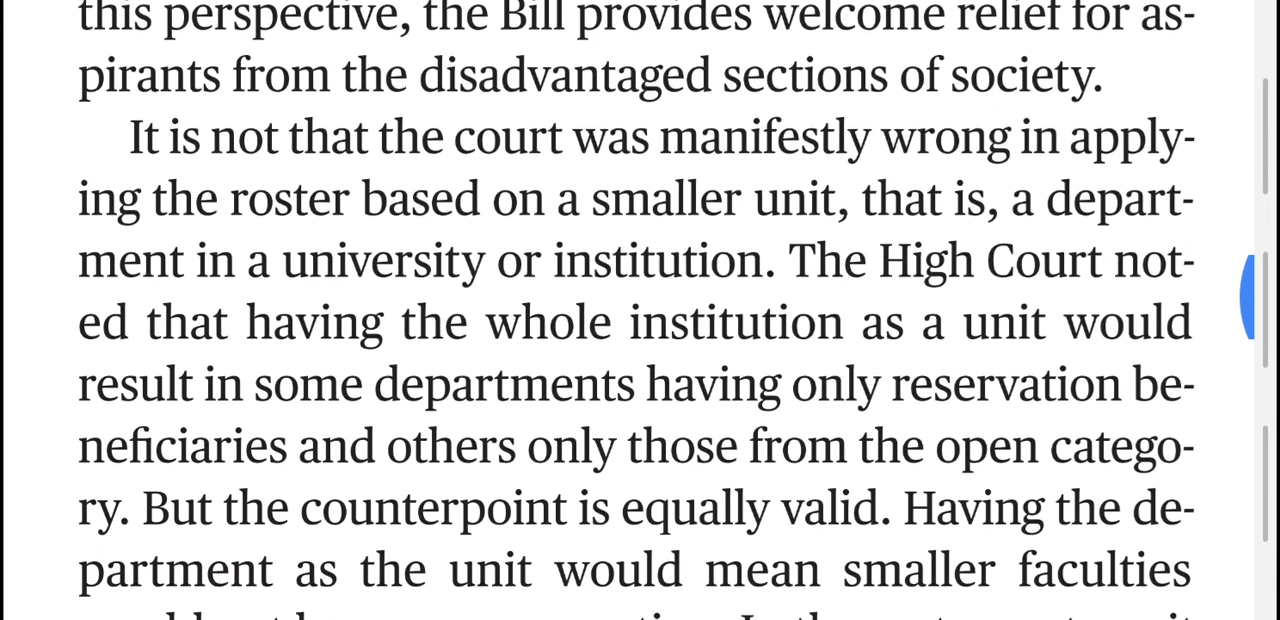 this perspective, the Bill provides welcome relief for as-
pirants from the disadvantaged sections of society.
It is not that the court was manifestly wrong in apply-
ing the roster based on a smaller unit, that is, a depart-
ment in a university or institution. The High Court not-
ed that having the whole institution as a unit would
result in some departments having only reservation be-
neficiaries and others only those from the open catego-
ry. But the counterpoint is equally valid. Having the de-
partment as the unit would mean smaller faculties